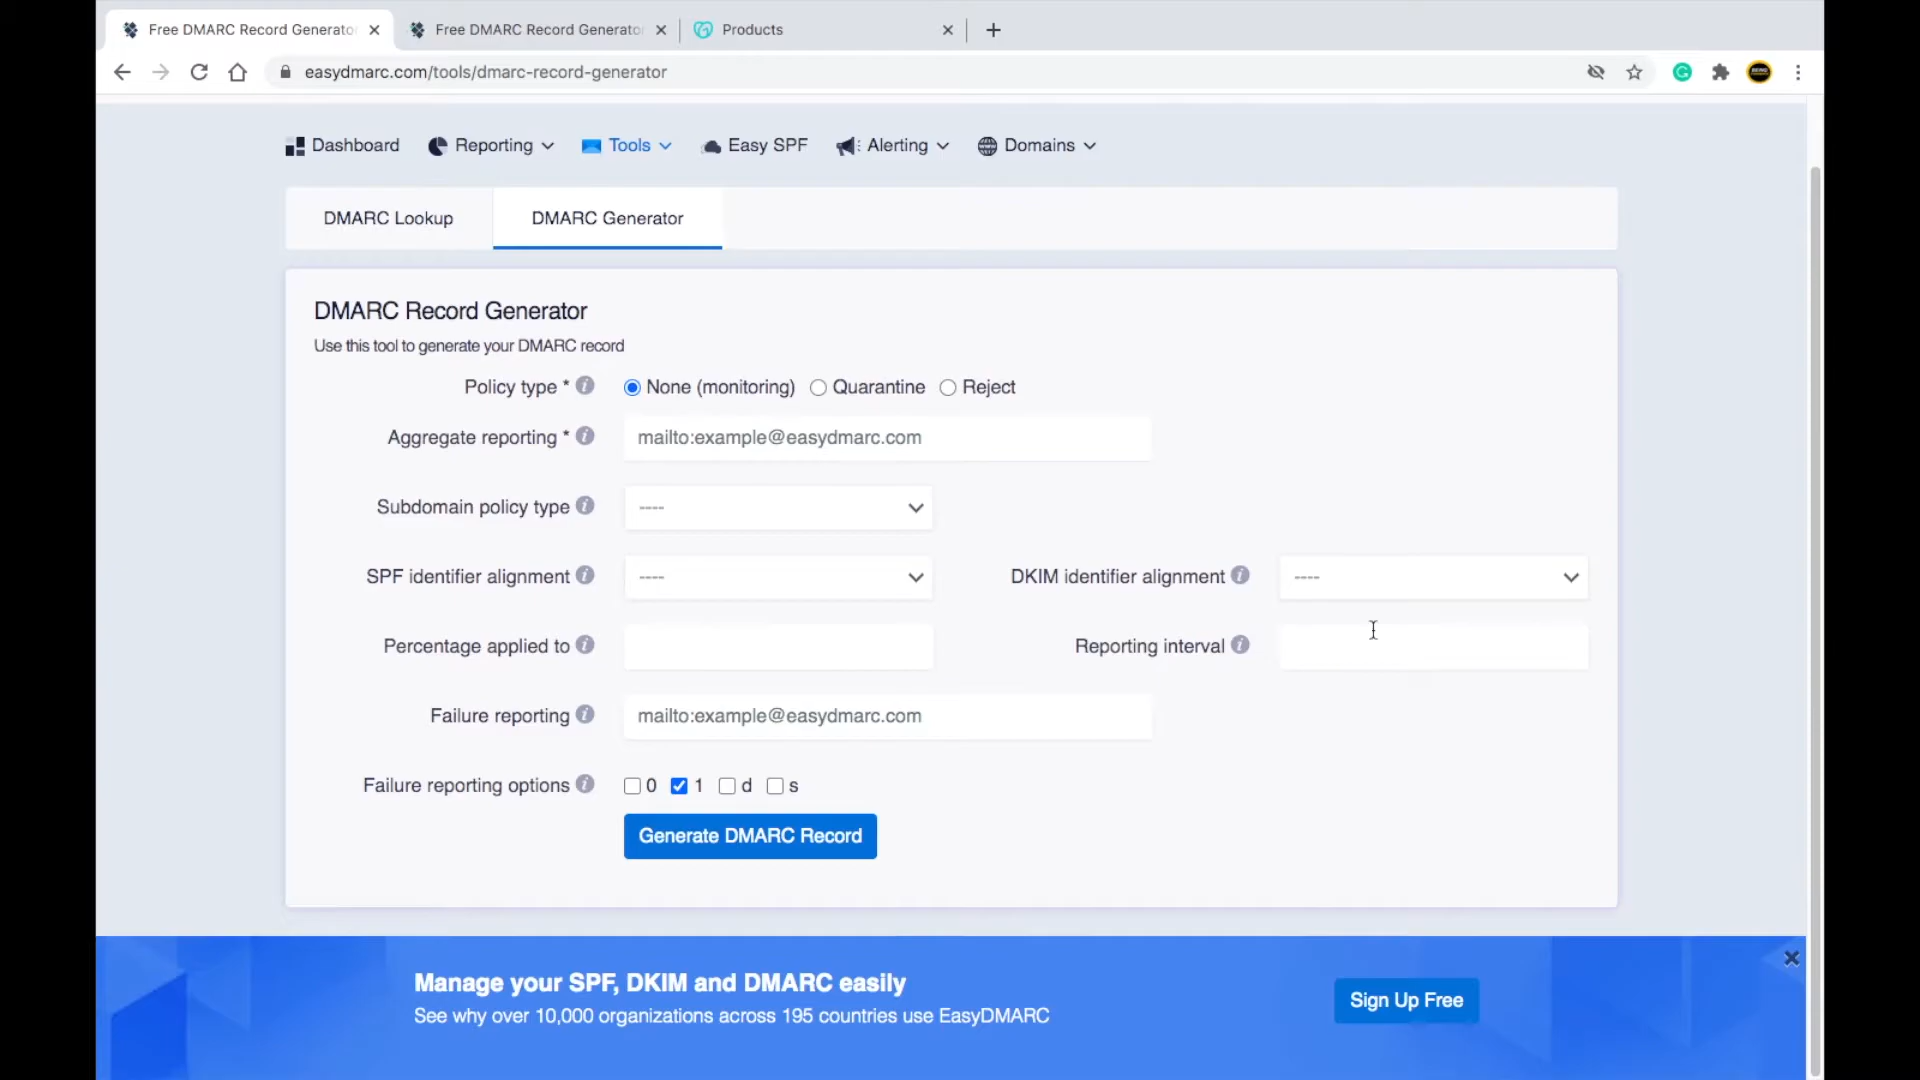 Free DMARC Record Generato
Free DMARC Record Generato
Products
easydmarc.com/tools/dmarc-record-generator
Dashboard
Reporting
Tools
Easy SPF
Alerting
Domains
DMARC Lookup
DMARC Generator
DMARC Record Generator
Use this tool to generate your DMARC record
Policy type * i None (monitoring) Quarantine Reject
Aggregate reporting * i mailto:example@easydmarc.com
Subdomain policy type i ----
SPF identifier alignment i ---- DKIM identifier alignment i ----
Percentage applied to i Reporting interval i
Failure reporting i mailto:example@easydmarc.com
Failure reporting options i 0 1 d s
Generate DMARC Record
Manage your SPF, DKIM and DMARC easily
See why over 10,000 organizations across 195 countries use EasyDMARC
Sign Up Free